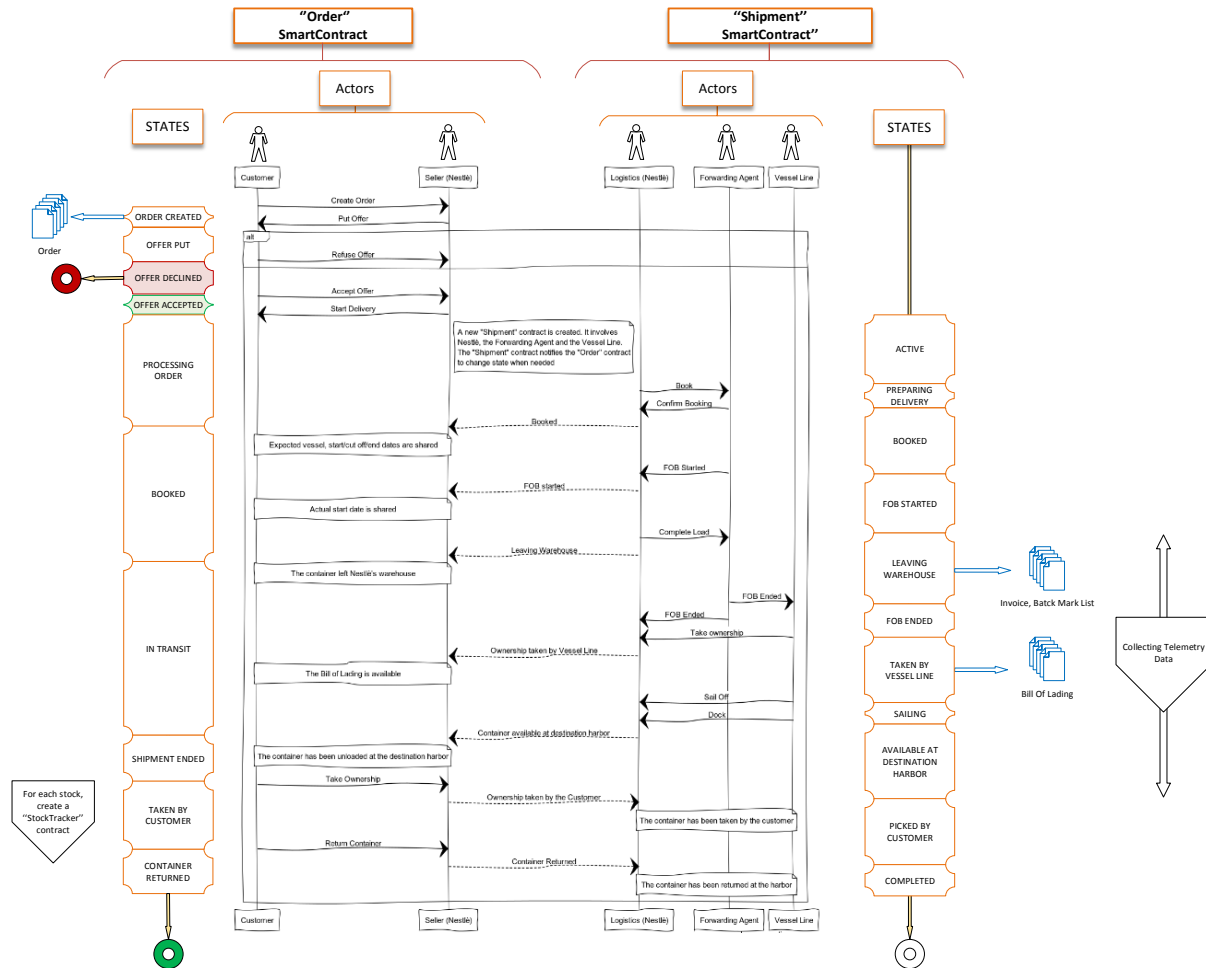 “Order”
SmartContract
“Shipment”
SmartContract”
Actors
Actors
STATES
STATES
Customer
Seller (Nestlè)
Logistics (Nestlè)
Forwarding Agent
Vessel Line
Create Order
ORDER CREATED
Put Offer
alt
Order
OFFER PUT
Refuse Offer
OFFER DECLINED
Accept Offer
OFFER ACCEPTED
Start Delivery
A new "Shipment" contract is created. It involves
Nestlè, the Forwarding Agent and the Vessel Line.
The "Shipment" contract notifies the "Order" contract
to change state when needed
ACTIVE
PROCESSING
ORDER
Book
PREPARING
DELIVERY
Confirm Booking
Booked
BOOKED
Expected vessel, start/cut off/end dates are shared
FOB Started
FOB started
BOOKED
FOB STARTED
Actual start date is shared
Complete Load
Leaving Warehouse
LEAVING
WAREHOUSE
The container left Nestlè's warehouse
Invoice, Batck Mark List
FOB Ended
FOB Ended
FOB ENDED
Take ownership
Collecting Telemetry
Data
IN TRANSIT
Ownership taken by Vessel Line
TAKEN BY
VESSEL LINE
The Bill of Lading is available
Bill Of Lading
Sail Off
SAILING
Dock
Container available at destination harbor
SHIPMENT ENDED
The container has been unloaded at the destination harbor
AVAILABLE AT
DESTINATION
HARBOR
Take Ownership
For each stock,
create a
“StockTracker”
contract
TAKEN BY
CUSTOMER
Ownership taken by the Customer
The container has been taken by the customer
PICKED BY
CUSTOMER
Return Container
CONTAINER
RETURNED
Container Returned
The container has been returned at the harbor
COMPLETED
Customer
Seller (Nestlè)
Logistics (Nestlè)
Forwarding Agent
Vessel Line